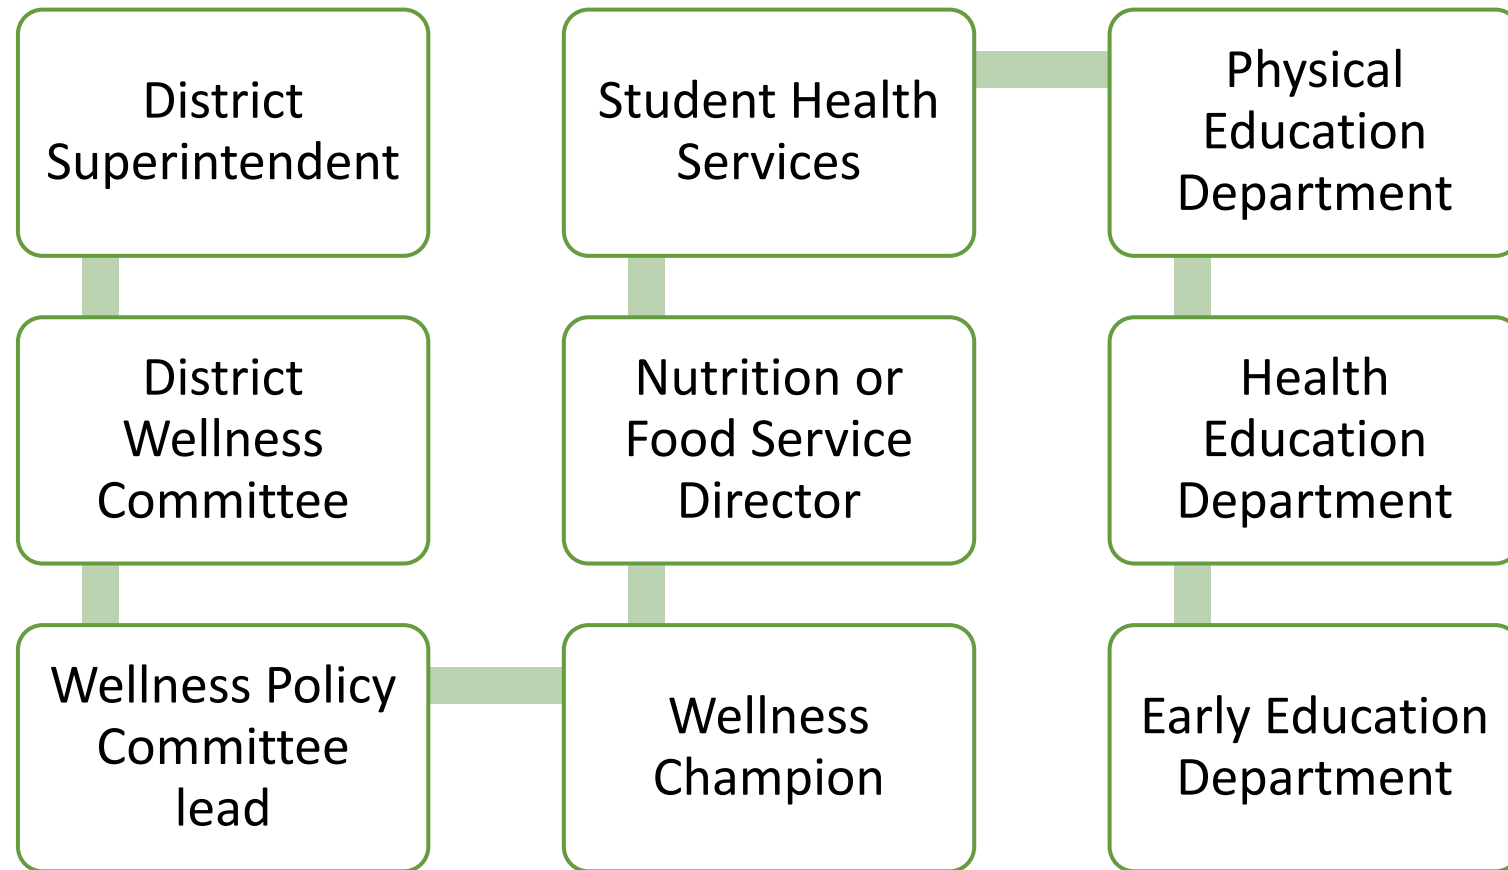 District
Superintendent
District
Wellness
Committee
Wellness Policy
Committee
lead
Wellness
Champion
Nutrition or
Food Service
Director
Student Health
Services
Physical
Education
Department
Health
Education
Department
Early Education
Department